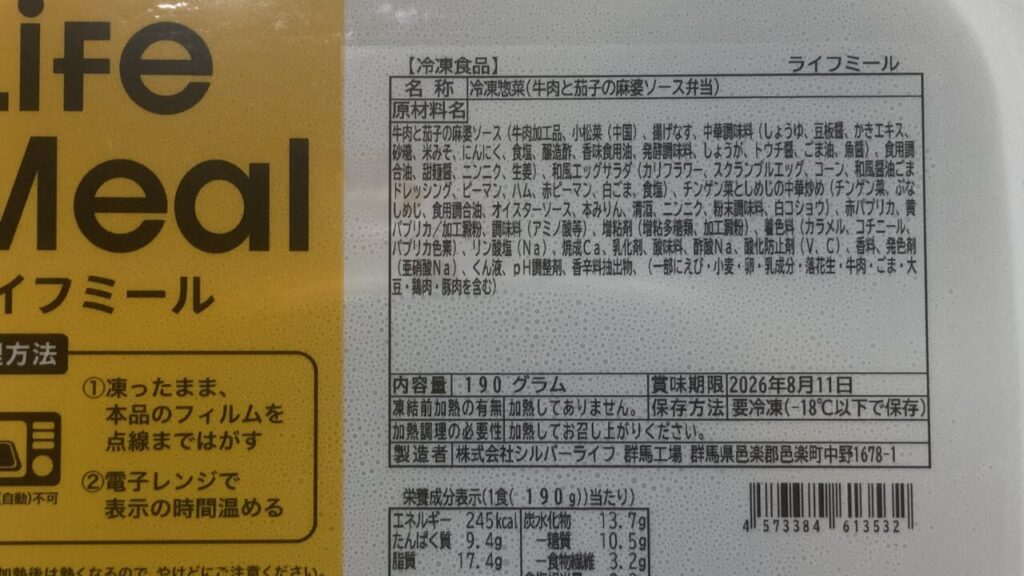 Life
Meal
イフミール
理方法
①凍ったまま、
本品のフィルムを
点線まではがす
②電子レンジで
表示の時間温める
(自動)不可
加熱後は熱くなるので、やけどにご注意ください。
【冷凍食品】
ライフミール
名 称 冷凍惣菜(牛肉と茄子の麻婆ソース弁当)
原材料名
牛肉と茄子の麻婆ソース（牛肉加工品、小松菜（中国）、揚げなす、中華調味料（しょうゆ、豆板醤、かきエキス、
砂糖、米みそ、にんにく、食塩、醸造酢、香味食用油、発酵調味料、しょうが、トウチ醤、ごま油、魚醤）、食用調
合油、甜麺醤、ニンニク、生姜）、和風エッグサラダ（カリフラワー、スクランブルエッグ、コーン、和風醤油ごま
ドレッシング、ピーマン、ハム、赤ピーマン、白ごま、食塩）、チンゲン菜としめじの中華炒め（チンゲン菜、ぶな
しめじ、食用調合油、オイスターソース、本みりん、清酒、ニンニク、粉末調味料、白コショウ）、赤パプリカ、黄
パプリカ／加工澱粉、調味料（アミノ酸等）、増粘剤（増粘多糖類、加工澱粉）、着色料（カラメル、コチニール、
パプリカ色素）、リン酸塩（Ｎａ）、焼成Ｃａ、乳化剤、酸味料、酢酸Ｎａ、酸化防止剤（Ｖ．Ｃ）、香料、発色剤
（亜硝酸Ｎａ）、くん液、ｐＨ調整剤、香辛料抽出物、（一部にえび・小麦・卵・乳成分・落花生・牛肉・ごま・大
豆・鶏肉・豚肉を含む）
内容量 190 グラム 賞味期限 2026年8月11日
凍結前加熱の有無 加熱してありません。 保存方法 要冷凍(-18℃以下で保存)
加熱調理の必要性 加熱してお召し上がりください。
製造者 株式会社シルバーライフ 群馬工場 群馬県邑楽郡邑楽町中野1678-1
栄養成分表示(1食( 190g))当たり)
エネルギー 245kcal 炭水化物 13.7g
たんぱく質 9.4g －糖質 10.5g
脂質 17.4g －食物繊維 3.2g
4 573384 613532